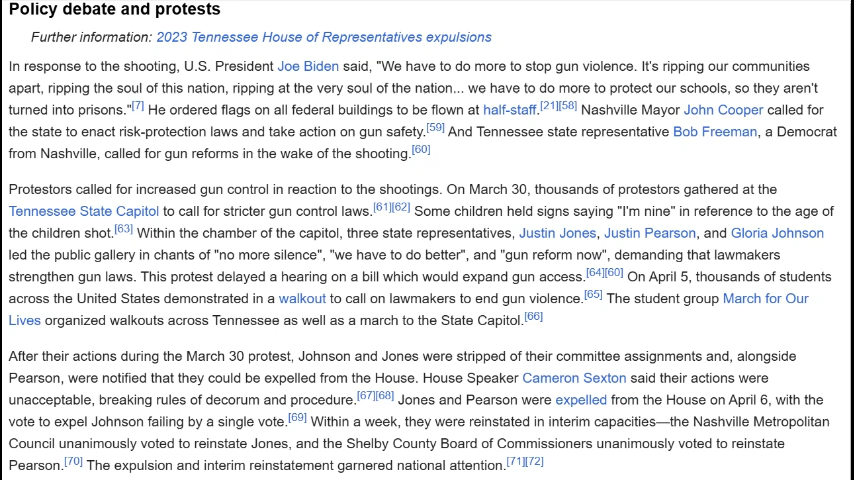 Policy debate and protests
Further information: 2023 Tennessee House of Representatives expulsions
In response to the shooting, U.S. President Joe Biden said, "We have to do more to stop gun violence. It's ripping our communities
apart, ripping the soul of this nation, ripping at the very soul of the nation... we have to do more to protect our schools, so they aren't
turned into prisons."[7] He ordered flags on all federal buildings to be flown at half-staff.[21][58] Nashville Mayor John Cooper called for
the state to enact risk-protection laws and take action on gun safety.[59] And Tennessee state representative Bob Freeman, a Democrat
from Nashville, called for gun reforms in the wake of the shooting.[60]
Protestors called for increased gun control in reaction to the shootings. On March 30, thousands of protestors gathered at the
Tennessee State Capitol to call for stricter gun control laws.[61][62] Some children held signs saying "I'm nine" in reference to the age of
the children shot.[63] Within the chamber of the capitol, three state representatives, Justin Jones, Justin Pearson, and Gloria Johnson
led the public gallery in chants of "no more silence", "we have to do better", and "gun reform now", demanding that lawmakers
strengthen gun laws. This protest delayed a hearing on a bill which would expand gun access.[64][60] On April 5, thousands of students
across the United States demonstrated in a walkout to call on lawmakers to end gun violence.[65] The student group March for Our
Lives organized walkouts across Tennessee as well as a march to the State Capitol.[66]
After their actions during the March 30 protest, Johnson and Jones were stripped of their committee assignments and, alongside
Pearson, were notified that they could be expelled from the House. House Speaker Cameron Sexton said their actions were
unacceptable, breaking rules of decorum and procedure.[67][68] Jones and Pearson were expelled from the House on April 6, with the
vote to expel Johnson failing by a single vote.[69] Within a week, they were reinstated in interim capacities—the Nashville Metropolitan
Council unanimously voted to reinstate Jones, and the Shelby County Board of Commissioners unanimously voted to reinstate
Pearson.[70] The expulsion and interim reinstatement garnered national attention.[71][72]